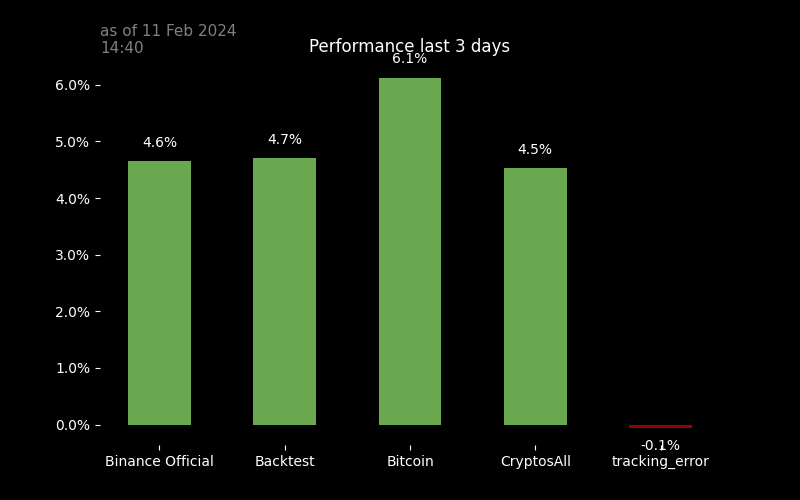 as of 11 Feb 2024
14:40
Performance last 3 days
6.1%
6.0%
4.6%
4.7%
4.5%
5.0%
4.0%
3.0%
2.0%
1.0%
0.0%
-0.1%
Binance Official
Backtest
Bitcoin
CryptosAll
tracking_error